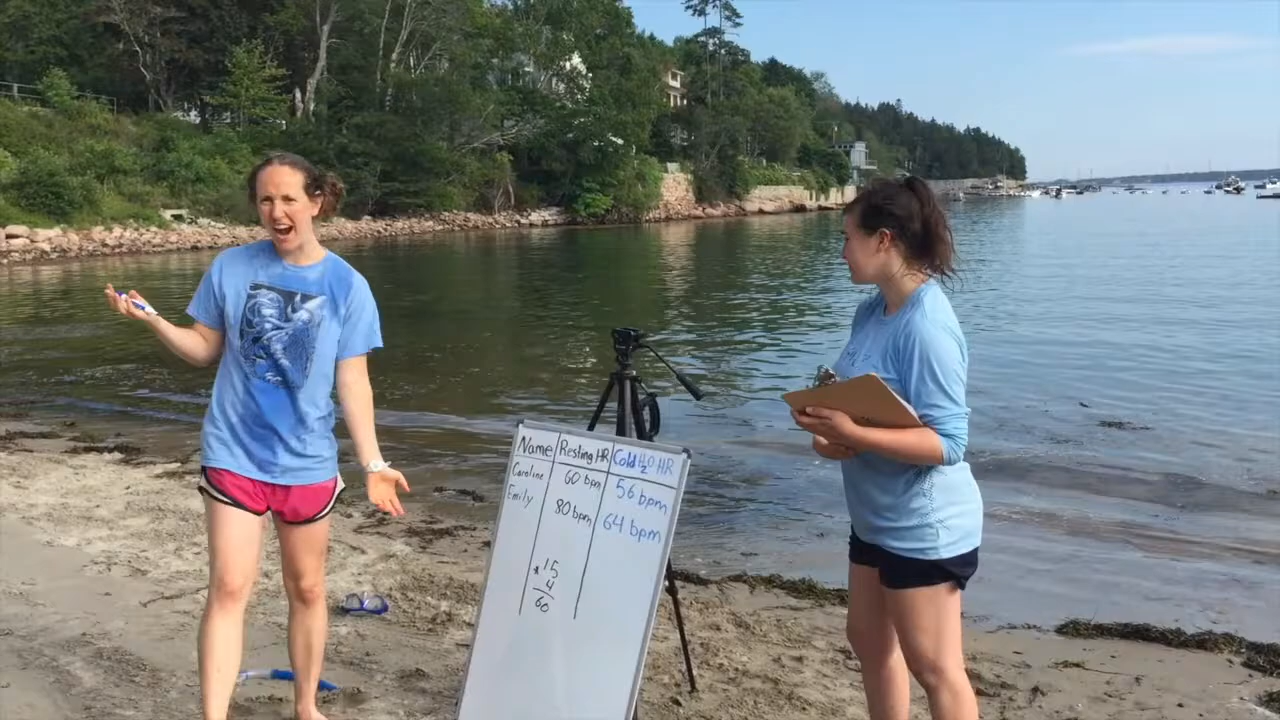 Name Resting HR Cold H2O HR
Caroline 60 bpm 56 bpm
Emily 80 bpm 64 bpm
* 15
4
60